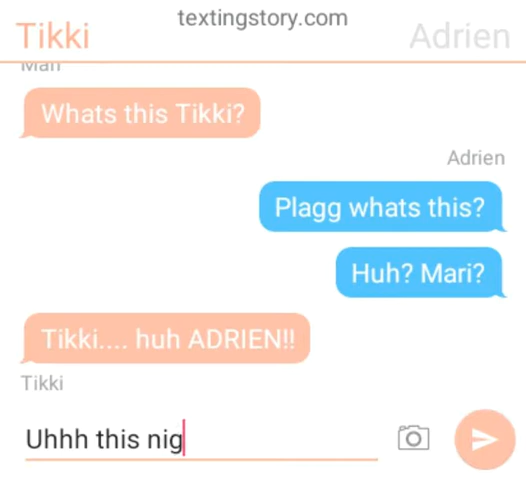 textingstory.com
Tikki
Adrien
Mari
Whats this Tikki?
Adrien
Plagg whats this?
Huh? Mari?
Tikki.... huh ADRIEN!!
Tikki
Uhhh this nig